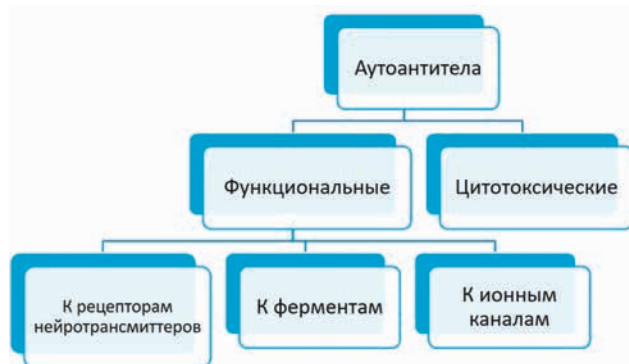 Аутоантитела
Функциональные
Цитотоксические
К рецепторам
нейротрансмиттеров
К ферментам
К ионным
каналам